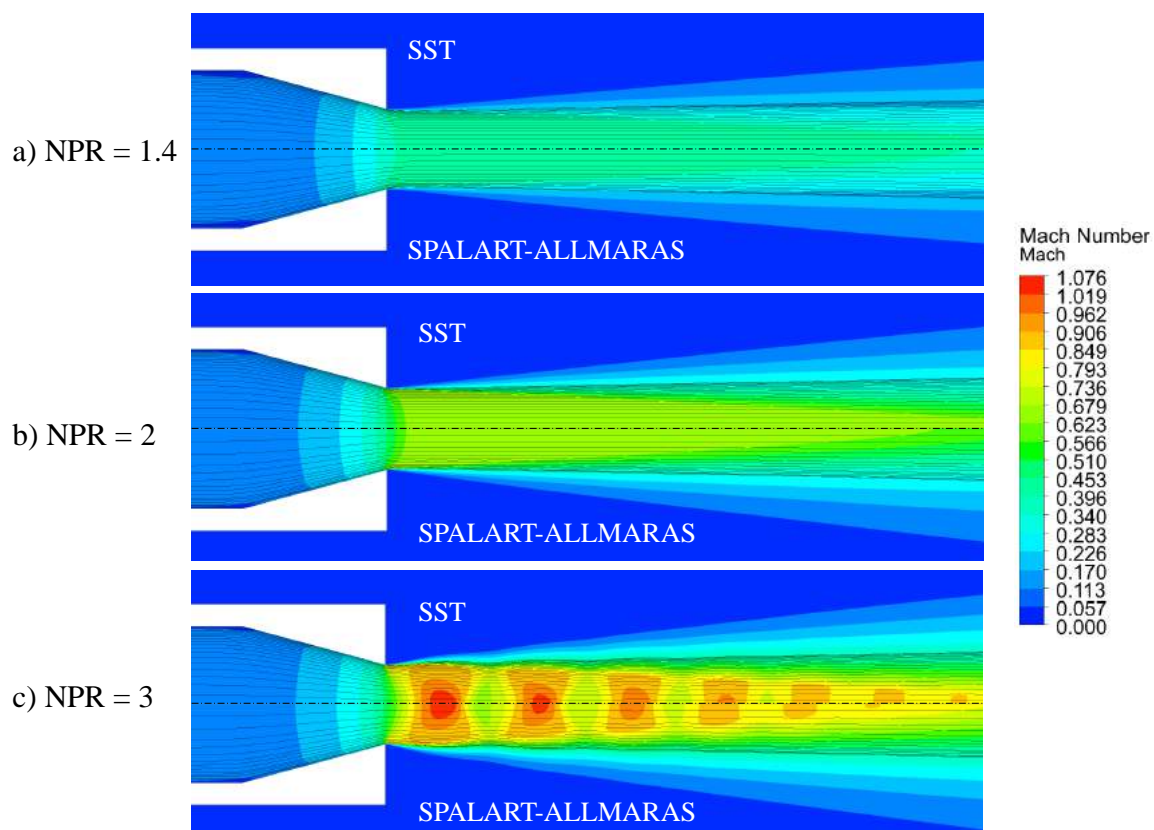 SST
a) NPR = 1.4
SPALART-ALLMARAS
SST
b) NPR = 2
SPALART-ALLMARAS
SST
c) NPR = 3
SPALART-ALLMARAS
Mach Number
Mach
1.076
1.019
0.962
0.906
0.849
0.793
0.736
0.679
0.623
0.566
0.510
0.453
0.396
0.340
0.283
0.226
0.170
0.113
0.057
0.000